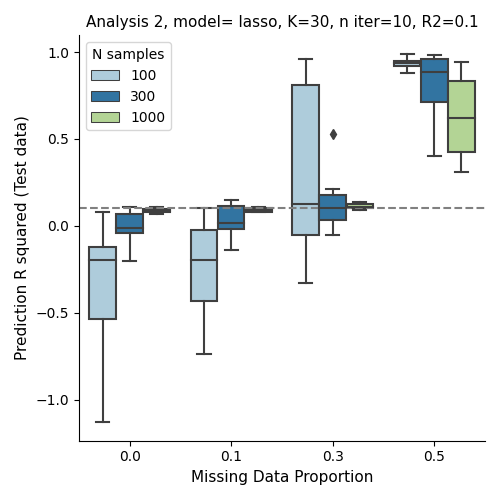 Analysis 2, model= lasso, K=30, n iter=10, R2=0.1
N samples
100
300
1000
Prediction R squared (Test data)
1.0
0.5
0.0
−0.5
−1.0
0.0 0.1 0.3 0.5
Missing Data Proportion